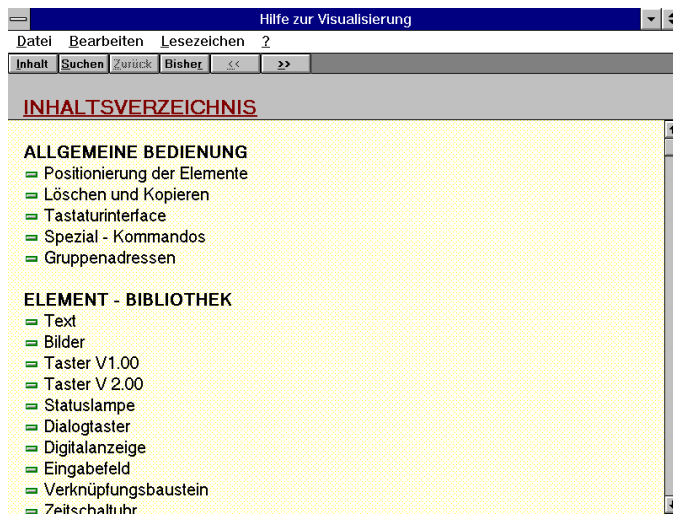 Hilfe zur Visualisierung
Datei Bearbeiten Lesezeichen ?
Inhalt Suchen Zurück Bisher << >>
INHALTSVERZEICHNIS
ALLGEMEINE BEDIENUNG
Positionierung der Elemente
Löschen und Kopieren
Tastaturinterface
Spezial - Kommandos
Gruppenadressen
ELEMENT - BIBLIOTHEK
Text
Bilder
Taster V1.00
Taster V 2.00
Statuslampe
Dialogtaster
Digitalanzeige
Eingabefeld
Verknüpfungsbaustein
Zeitschaltuhr